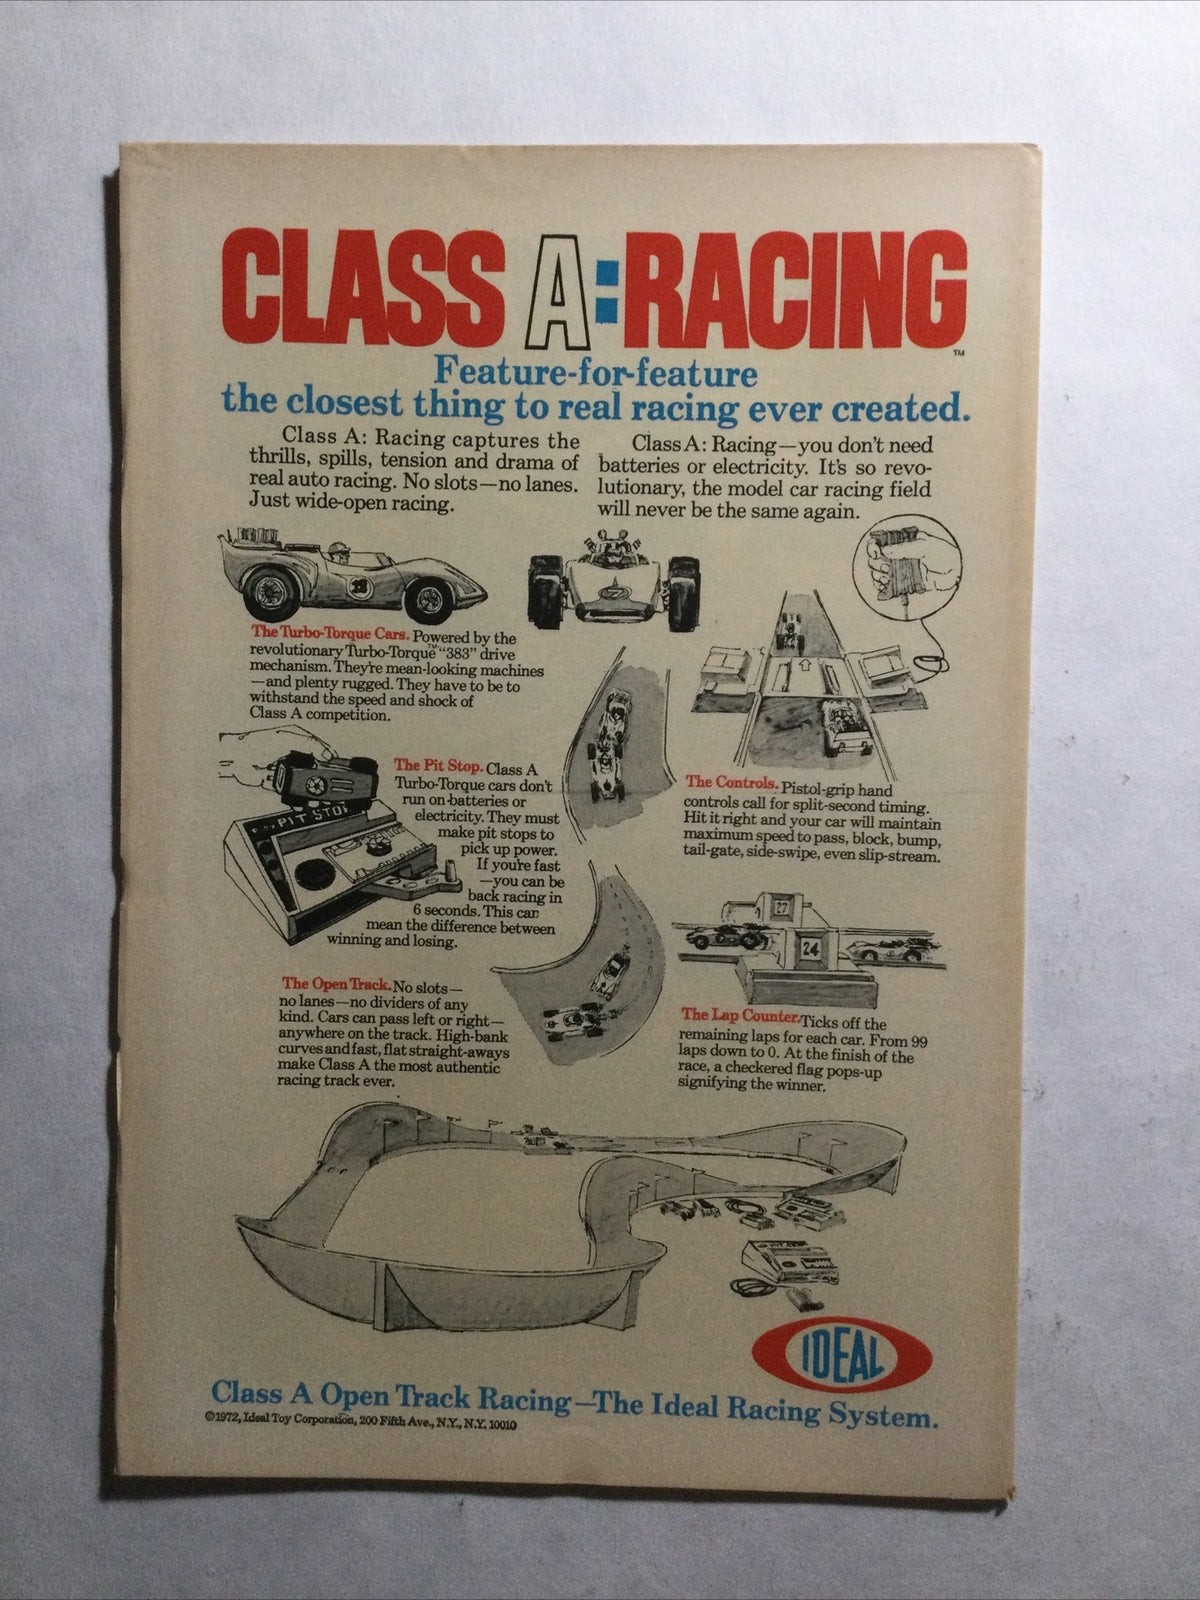 CLASS A:RACING
TM
Feature-for-feature
the closest thing to real racing ever created.
Class A: Racing captures the
thrills, spills, tension and drama of
real auto racing. No slots—no lanes.
Just wide-open racing.
Class A: Racing—you don't need
batteries or electricity. It's so revo-
lutionary, the model car racing field
will never be the same again.
The Turbo-Torque Cars. Powered by the
revolutionary Turbo-Torque™ "383" drive
mechanism. They're mean-looking machines
—and plenty rugged. They have to be to
withstand the speed and shock of
Class A competition.
The Pit Stop. Class A
Turbo-Torque cars don't
run on batteries or
electricity. They must
make pit stops to
pick up power.
If you're fast
—you can be
back racing in
6 seconds. This can
mean the difference between
winning and losing.
PIT STOP
The Controls. Pistol-grip hand
controls call for split-second timing.
Hit it right and your car will maintain
maximum speed to pass, block, bump,
tail-gate, side-swipe, even slip-stream.
27
24
The Open Track. No slots—
no lanes—no dividers of any
kind. Cars can pass left or right—
anywhere on the track. High-bank
curves and fast, flat straight-aways
make Class A the most authentic
racing track ever.
The Lap Counter. Ticks off the
remaining laps for each car. From 99
laps down to 0. At the finish of the
race, a checkered flag pops-up
signifying the winner.
IDEAL
Class A Open Track Racing—The Ideal Racing System.
©1972, Ideal Toy Corporation, 200 Fifth Ave., N.Y., N.Y. 10010